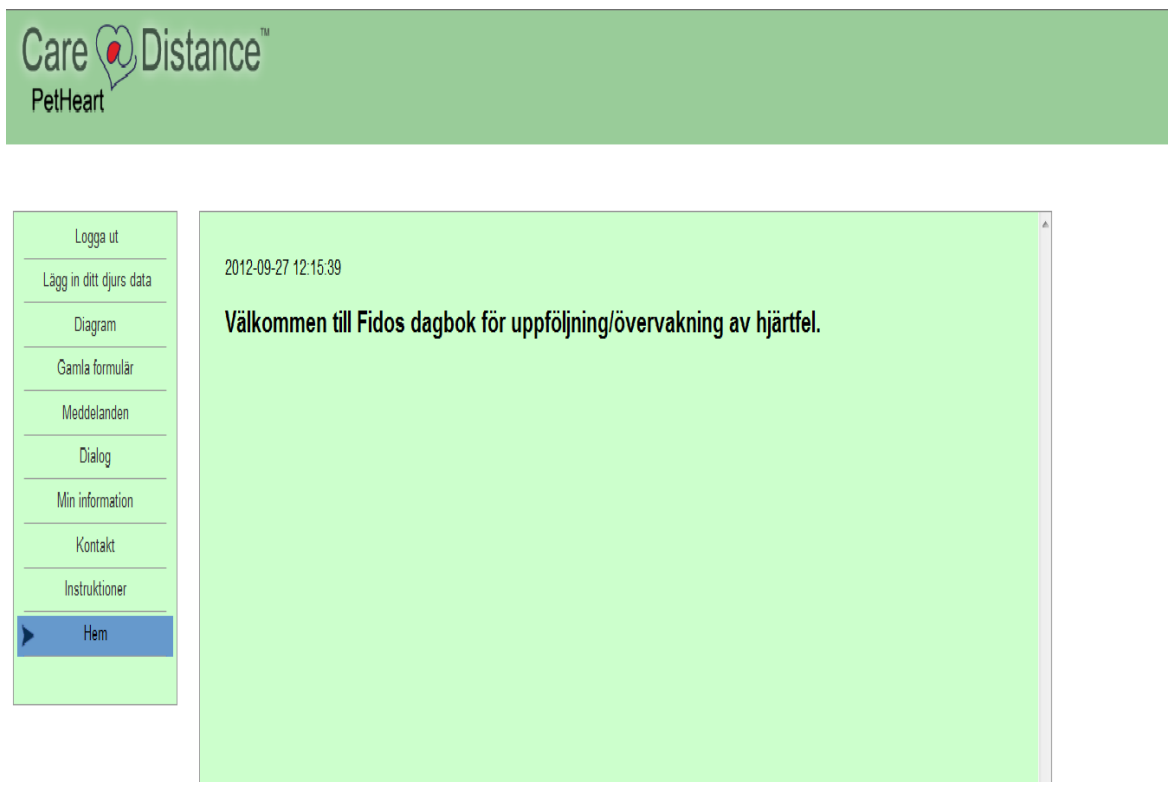 Care @ Distance™
PetHeart
Logga ut
Lägg in ditt djurs data
Diagram
Gamla formulär
Meddelanden
Dialog
Min information
Kontakt
Instruktioner
Hem
2012-09-27 12:15:39
Välkommen till Fidos dagbok för uppföljning/övervakning av hjärtfel.